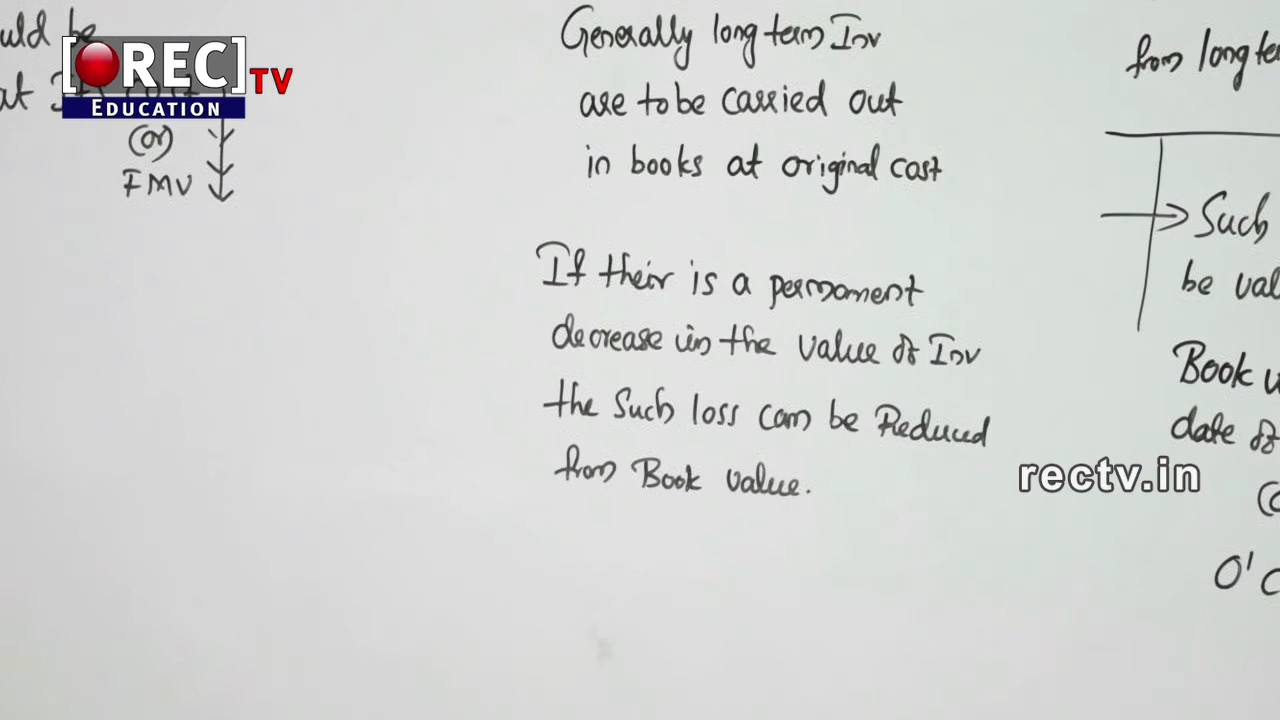 uld be
at
(or)
FMV
REC TV
EDUCATION
Generally long term Inv
are to be carried out
in books at original cost
If their is a permoment
decrease in the value of Inv
the Such loss can be Reduced
from Book value.
from long te
Such
be val
Book v
date of
O'C
rectv.in